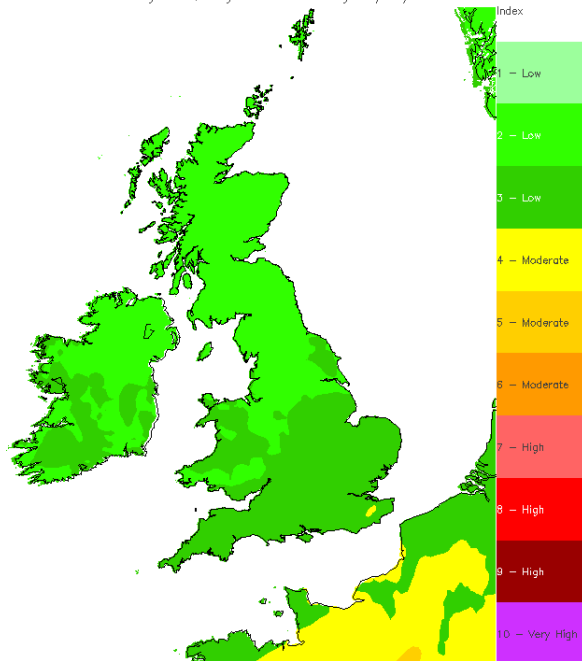 Index
1 - Low
2 - Low
3 - Low
4 - Moderate
5 - Moderate
6 - Moderate
7 - High
8 - High
9 - High
10 - Very High